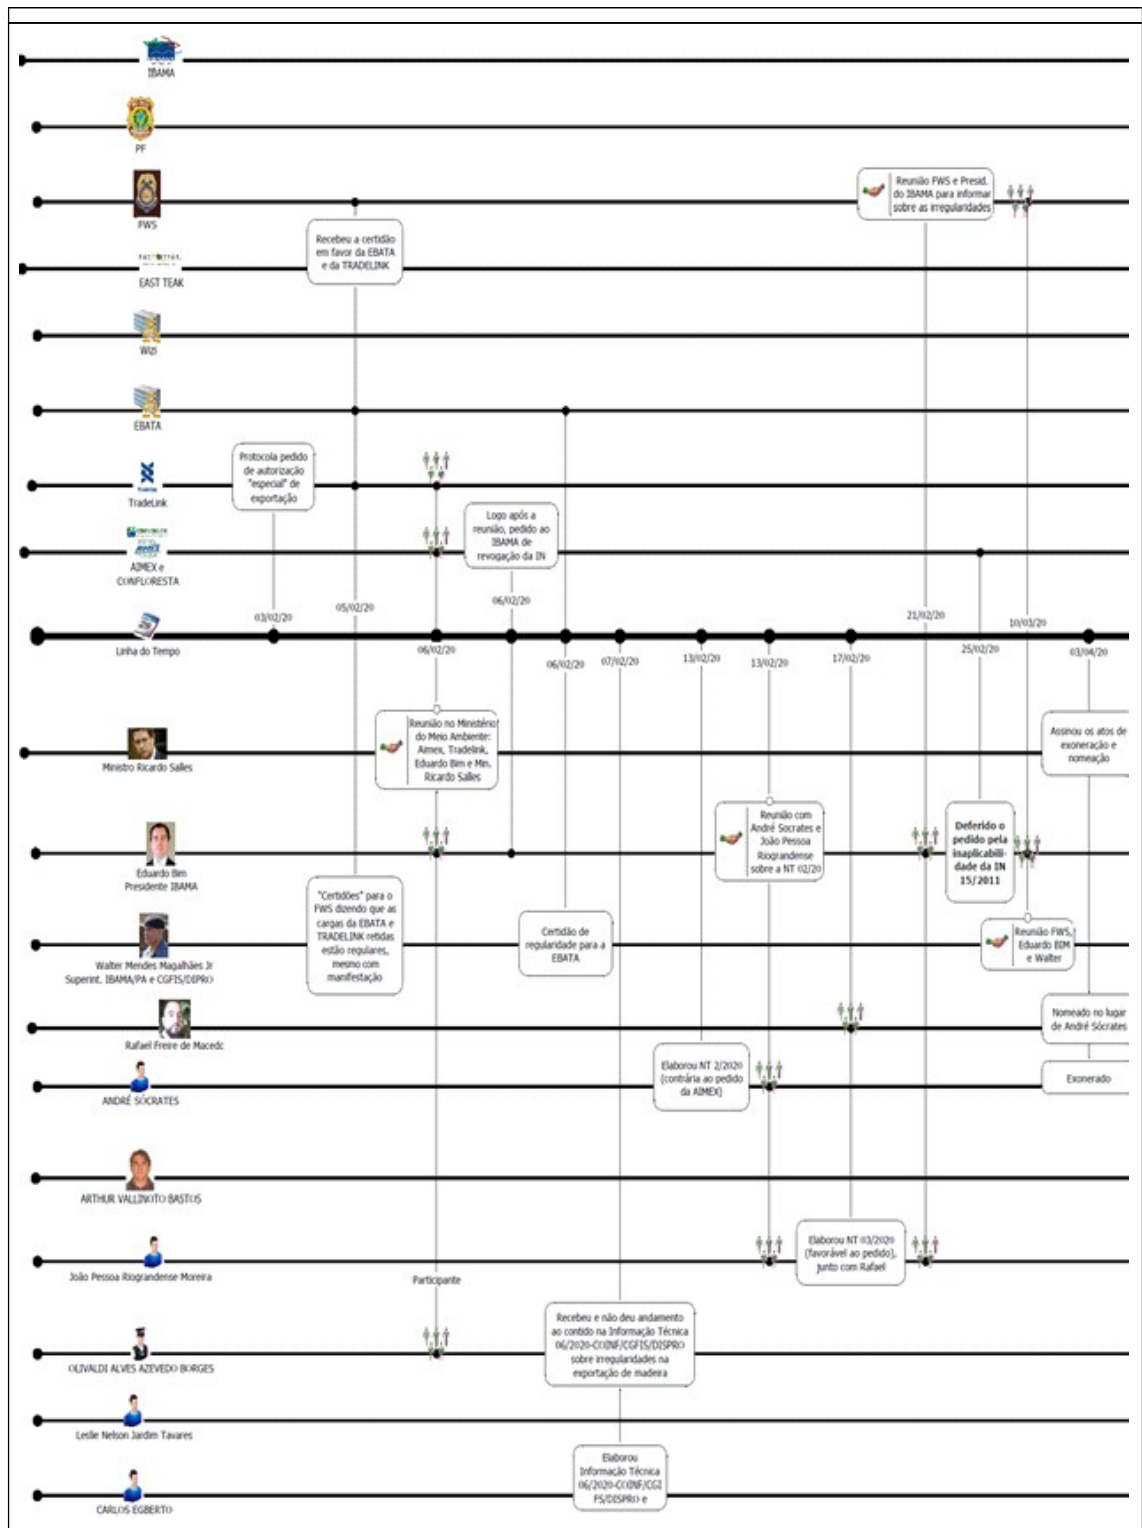 IBAMA
PF
FWS
Reunião FWS e Presid.
do IBAMA para informar
sobre as irregularidades
Recebeu a certidão
em favor da EBATA
e da TRADELINK
EAST TEAK
Wizi
EBATA
Protocola pedido
de autorização
"especial" de
exportação
TradeLink
Logo após a
reunião, pedido ao
IBAMA de
revogação da IN
AIMEX e
CONFLORESTA
03/02/20
05/02/20
06/02/20
21/02/20
10/03/20
Linha do Tempo
06/02/20
06/02/20
07/02/20
13/02/20
13/02/20
17/02/20
25/02/20
03/04/20
Reunião no Ministério
do Meio Ambiente:
Aimex, Tradelink,
Eduardo Bim e Min.
Ricardo Salles
Assinou os atos de
exoneração e
nomeação
Ministro Ricardo Salles
Reunião com
André Socrates e
João Pessoa
Riograndense
sobre a NT 02/20
Deferido o
pedido pela
inaplicabili-
dade da IN
15/2011
Eduardo Bim
Presidente IBAMA
"Certidões" para o
FWS dizendo que as
cargas da EBATA e
TRADELINK retidas
estão regulares,
mesmo com
manifestação
Certidão de
regularidade para a
EBATA
Reunião FWS,
Eduardo BIM
e Walter
Walter Mendes Magalhães Jr
Superint. IBAMA/PA e CGFIS/DIPRO
Nomeado no lugar
de André Sócrates
Rafael Freire de Macedo
Elaborou NT 2/2020
(contrária ao pedido
da AIMEX)
Exonerado
ANDRÉ SÓCRATES
ARTHUR VALLINOTO BASTOS
Elaborou NT 03/2020
(favorável ao pedido),
junto com Rafael
João Pessoa Riograndense Moreira
Participante
Recebeu e não deu andamento
ao contido na Informação Técnica
06/2020-COINF/CGFIS/DISPRO
sobre irregularidades na
exportação de madeira
OLIVALDI ALVES AZEVEDO BORGES
Leslie Nelson Jardim Tavares
Elaborou
Informação Técnica
06/2020-COINF/CGI
FS/DISPRO e
CARLOS EGBERTO